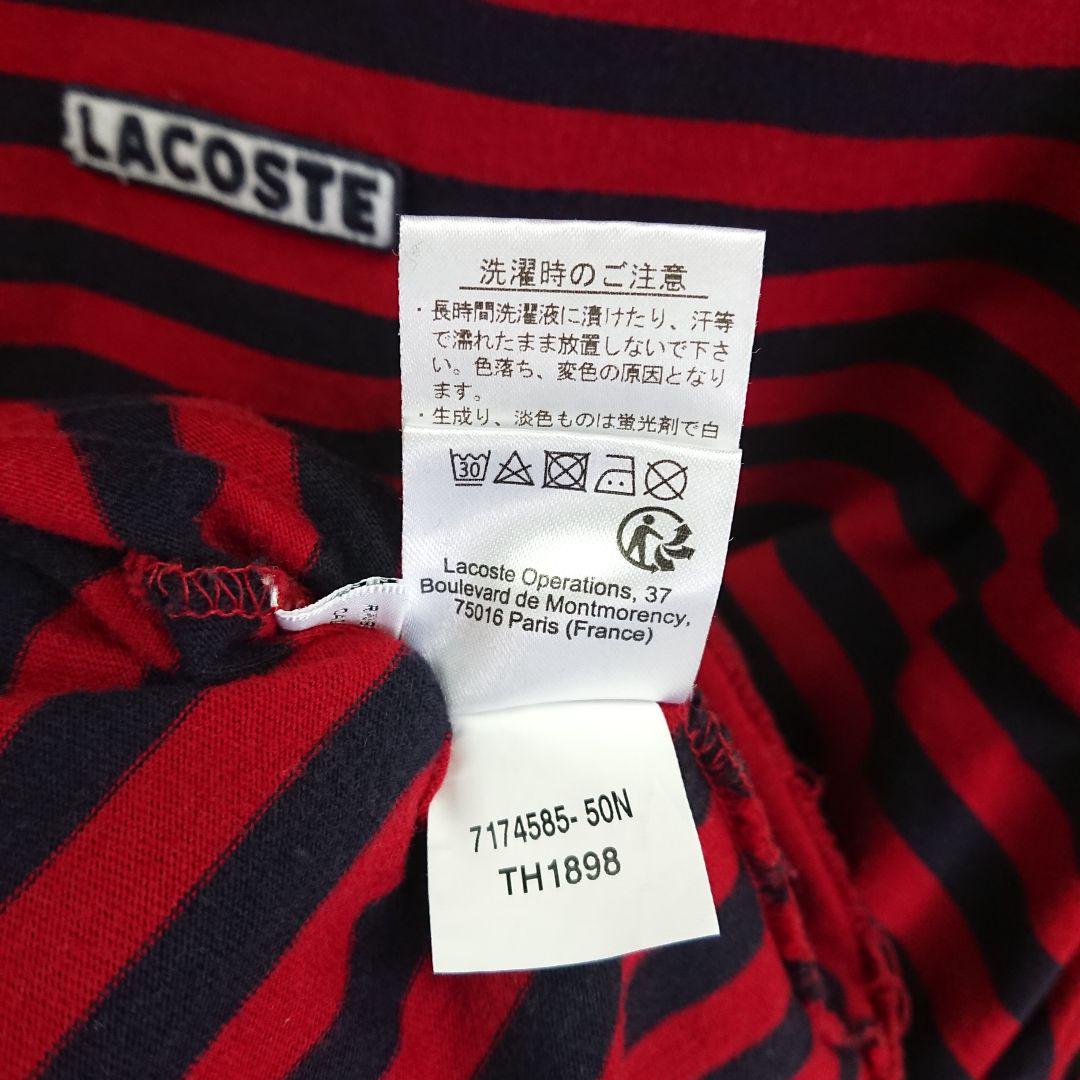 LACOSTE
洗濯時のご注意
・長時間洗濯液に漬けたり、汗等
で濡れたまま放置しないで下さ
い。色落ち、変色の原因となり
ます。
・生成り、淡色ものは蛍光剤で白
30
Lacoste Operations, 37
Boulevard de Montmorency,
75016 Paris (France)
7174585-50N
TH1898